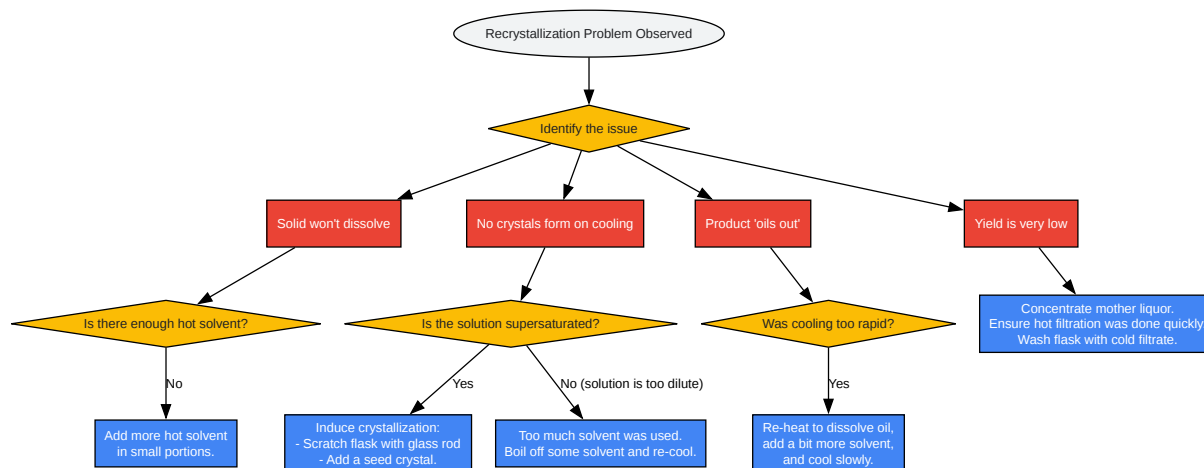 Recrystallization Problem Observed
Identify the issue
Solid won't dissolve
No crystals form on cooling
Product 'oils out'
Yield is very low
Is there enough hot solvent?
Is the solution supersaturated?
Was cooling too rapid?
Concentrate mother liquor.
Ensure hot filtration was done quickly
Wash flask with cold filtrate.
No
Yes
No (solution is too dilute)
Yes
Add more hot solvent
in small portions.
Induce crystallization:
- Scratch flask with glass rod
- Add a seed crystal.
Too much solvent was used.
Boil off some solvent and re-cool.
Re-heat to dissolve oil,
add a bit more solvent,
and cool slowly.